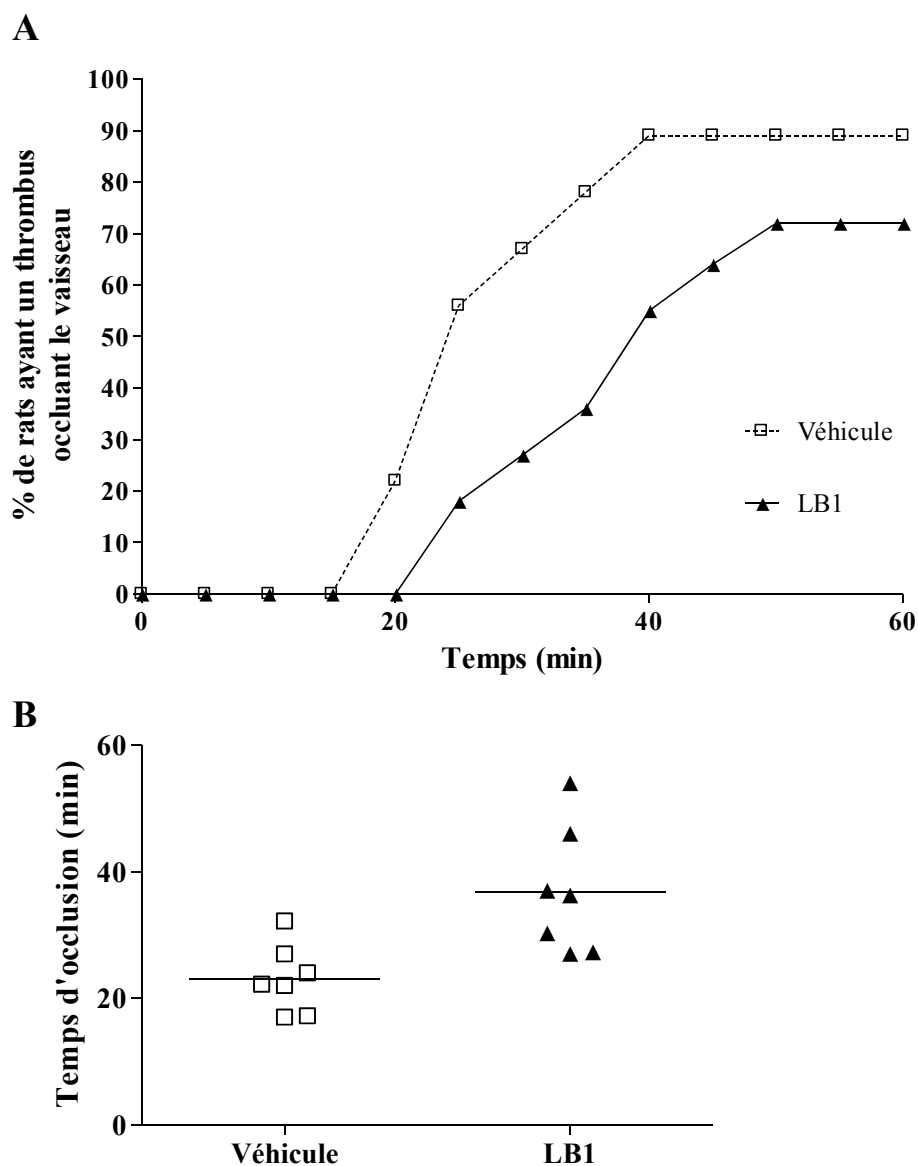 A
% de rats ayant un thrombus
occluant le vaisseau
100
90
80
70
60
50
40
30
20
10
0
Véhicule
LB1
0
20
40
60
Temps (min)
B
Temps d'occlusion (min)
60
40
20
0
Véhicule
LB1